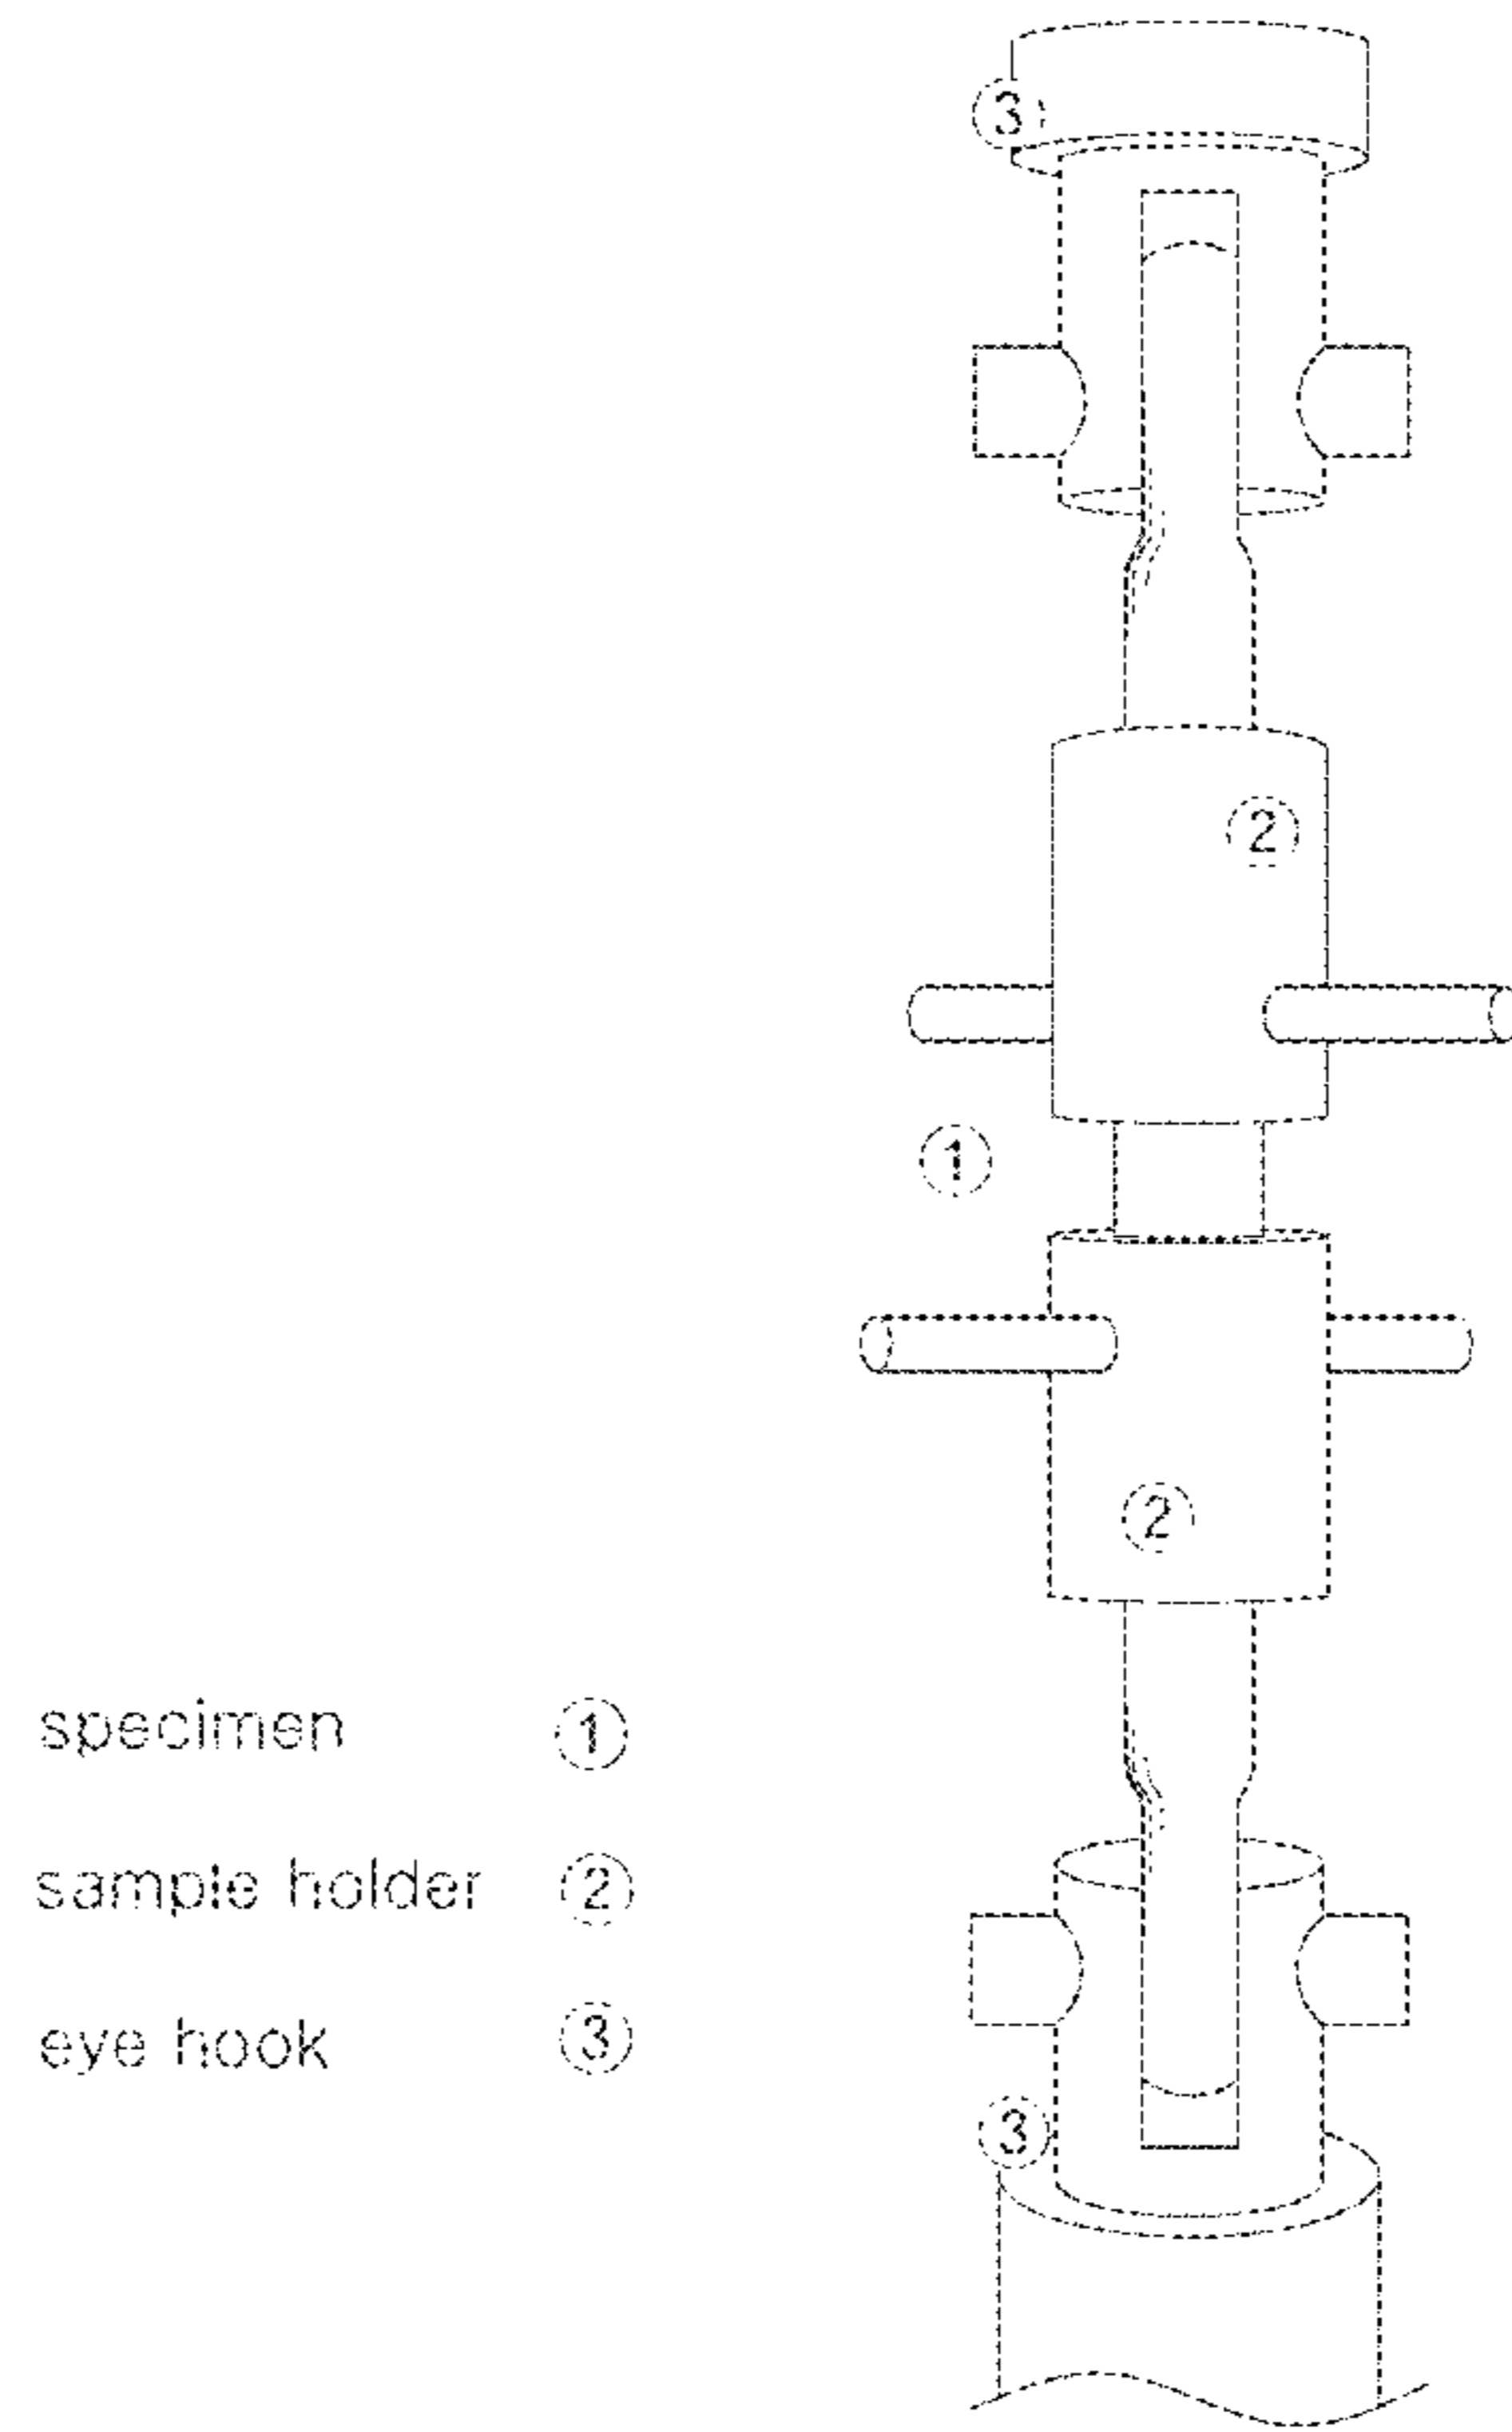 ③
②
①
②
specimen ①
sample holder ②
eye hook ③
③